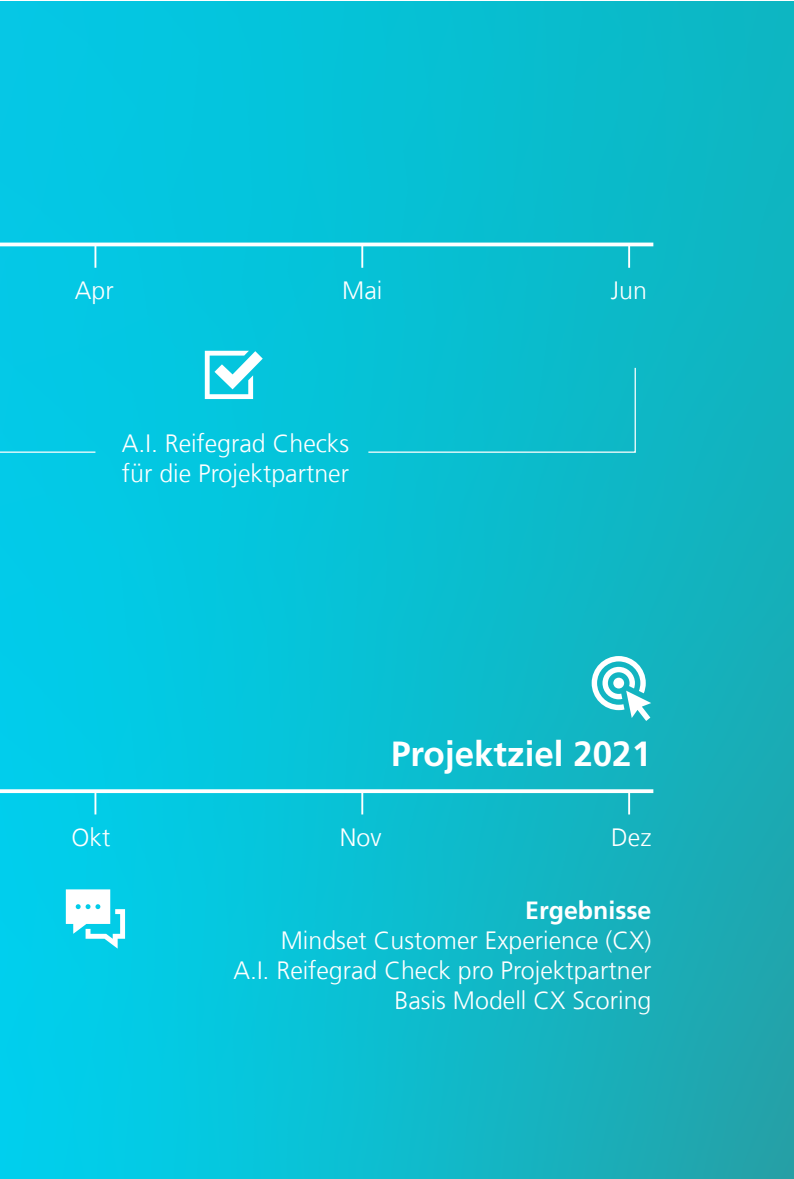 Apr Mai Jun
A.I. Reifegrad Checks
für die Projektpartner
Projektziel 2021
Okt Nov Dez
Ergebnisse
Mindset Customer Experience (CX)
A.I. Reifegrad Check pro Projektpartner
Basis Modell CX Scoring